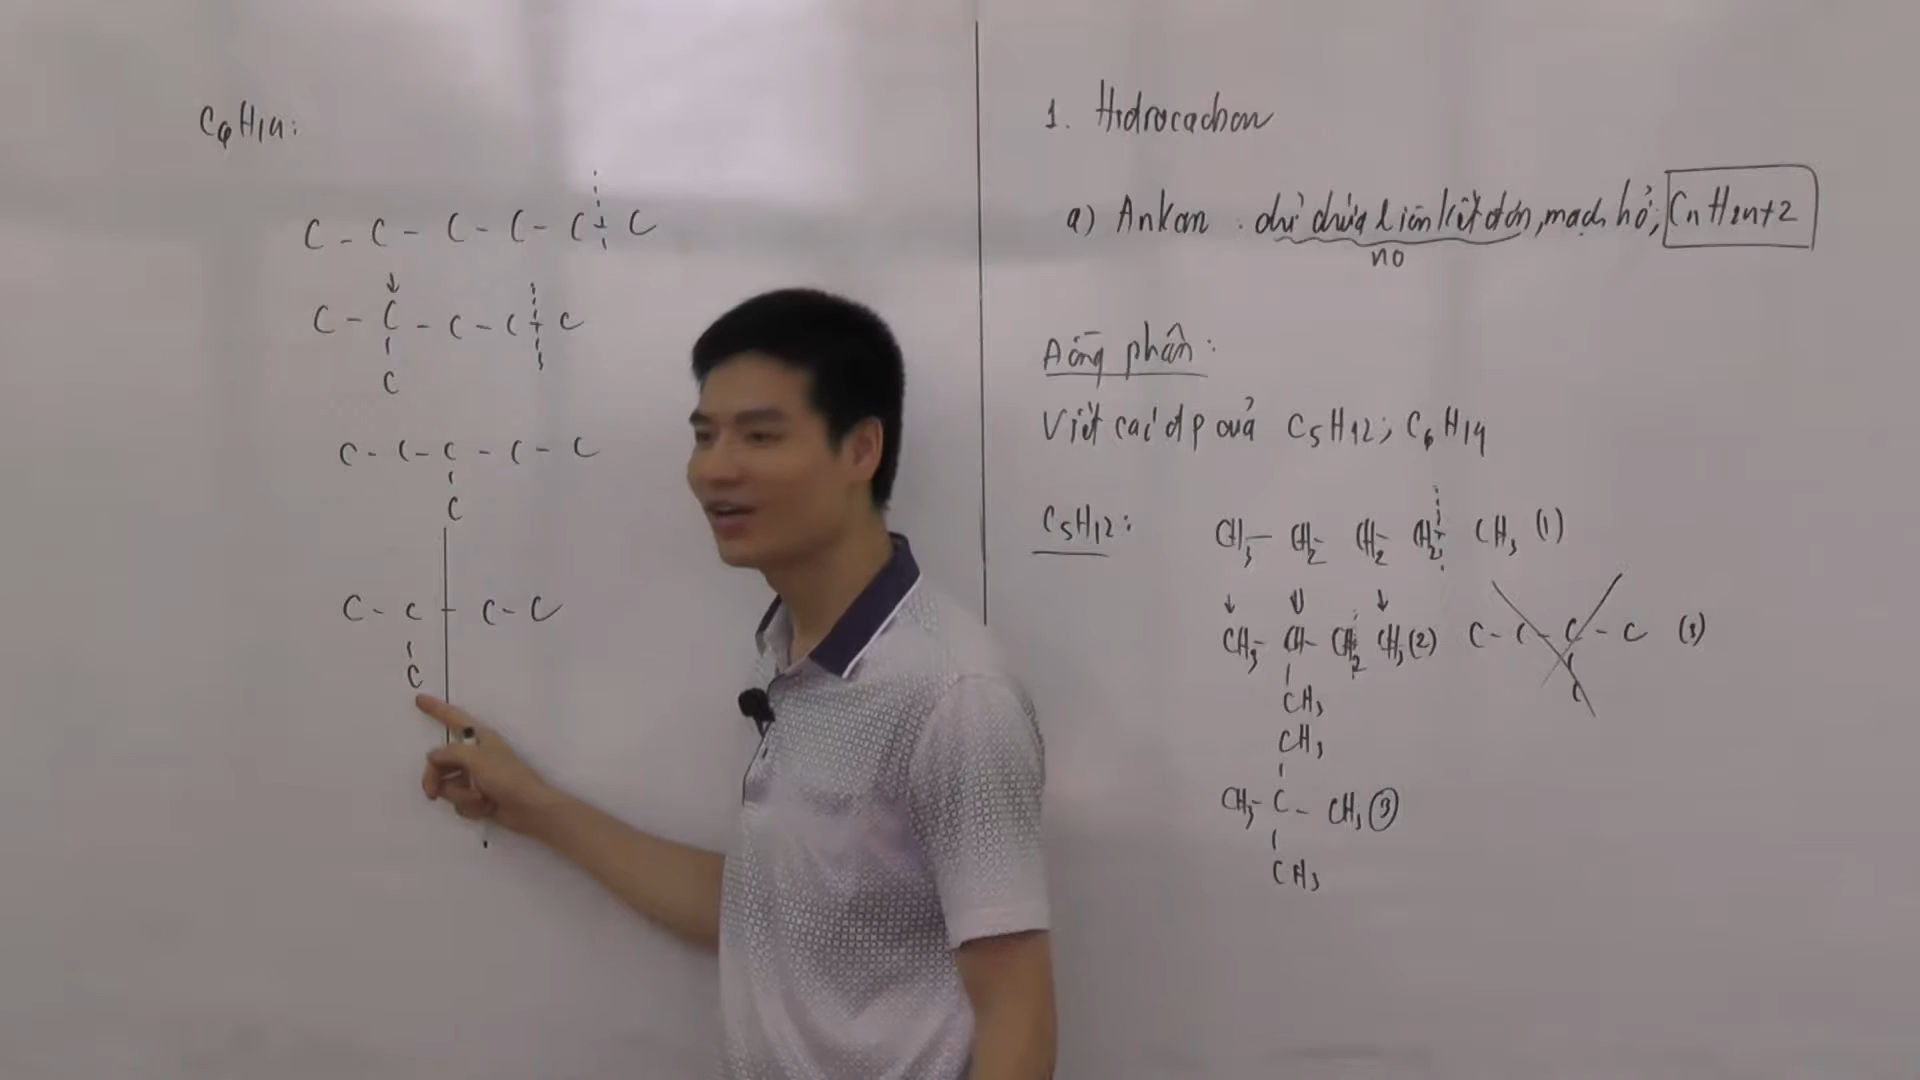 C6H14:
C - C - C - C - C + C
C - C - C - C + C
C
C - C - C - C - C
C
C - C + C - C
C
1. Hidrocacbon
a) Ankan : chỉ chứa liên kết đơn, mạch hở; CnH2n+2
no
Đồng phân:
Viết các đp của C5H12; C6H14
C5H12:
CH3 - CH2 - CH2 - CH2 + CH3 (1)
CH3 - CH - CH2 CH3 (2) C - C - C - C (3)
CH3 C
CH3
CH3 - C - CH3 (3)
CH3